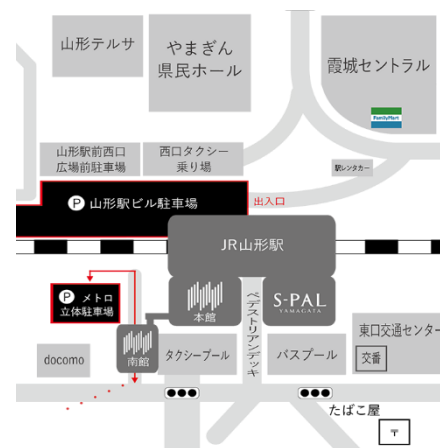 山形テルサ
やまぎん
県民ホール
霞城セントラル
FamilyMart
山形駅前西口
広場前駐車場
西口タクシー
乗り場
駅レンタカー
P 山形駅ビル駐車場
出入口
JR山形駅
P メトロ
立体駐車場
本館
ペデストリアンデッキ
S-PAL
YAMAGATA
南館
docomo
タクシープール
バスプール
東口交通センター
交番
たばこ屋
〒